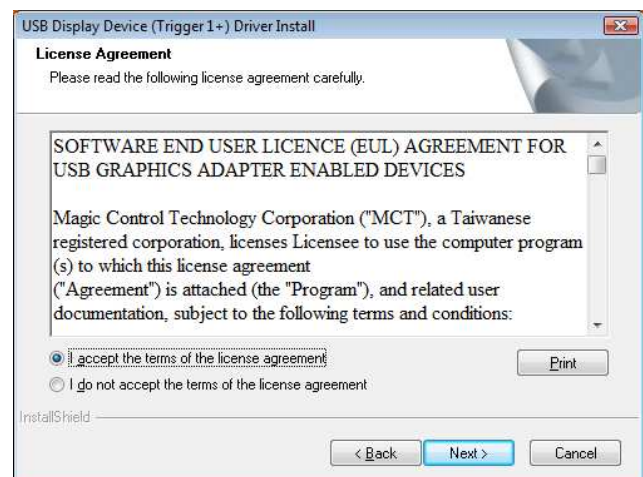 USB Display Device (Trigger 1+) Driver Install
License Agreement
Please read the following license agreement carefully.
SOFTWARE END USER LICENCE (EUL) AGREEMENT FOR
USB GRAPHICS ADAPTER ENABLED DEVICES
Magic Control Technology Corporation ("MCT"), a Taiwanese
registered corporation, licenses Licensee to use the computer program
(s) to which this license agreement
("Agreement") is attached (the "Program"), and related user
documentation, subject to the following terms and conditions:
I accept the terms of the license agreement
Print
I do not accept the terms of the license agreement
InstallShield
< Back
Next >
Cancel